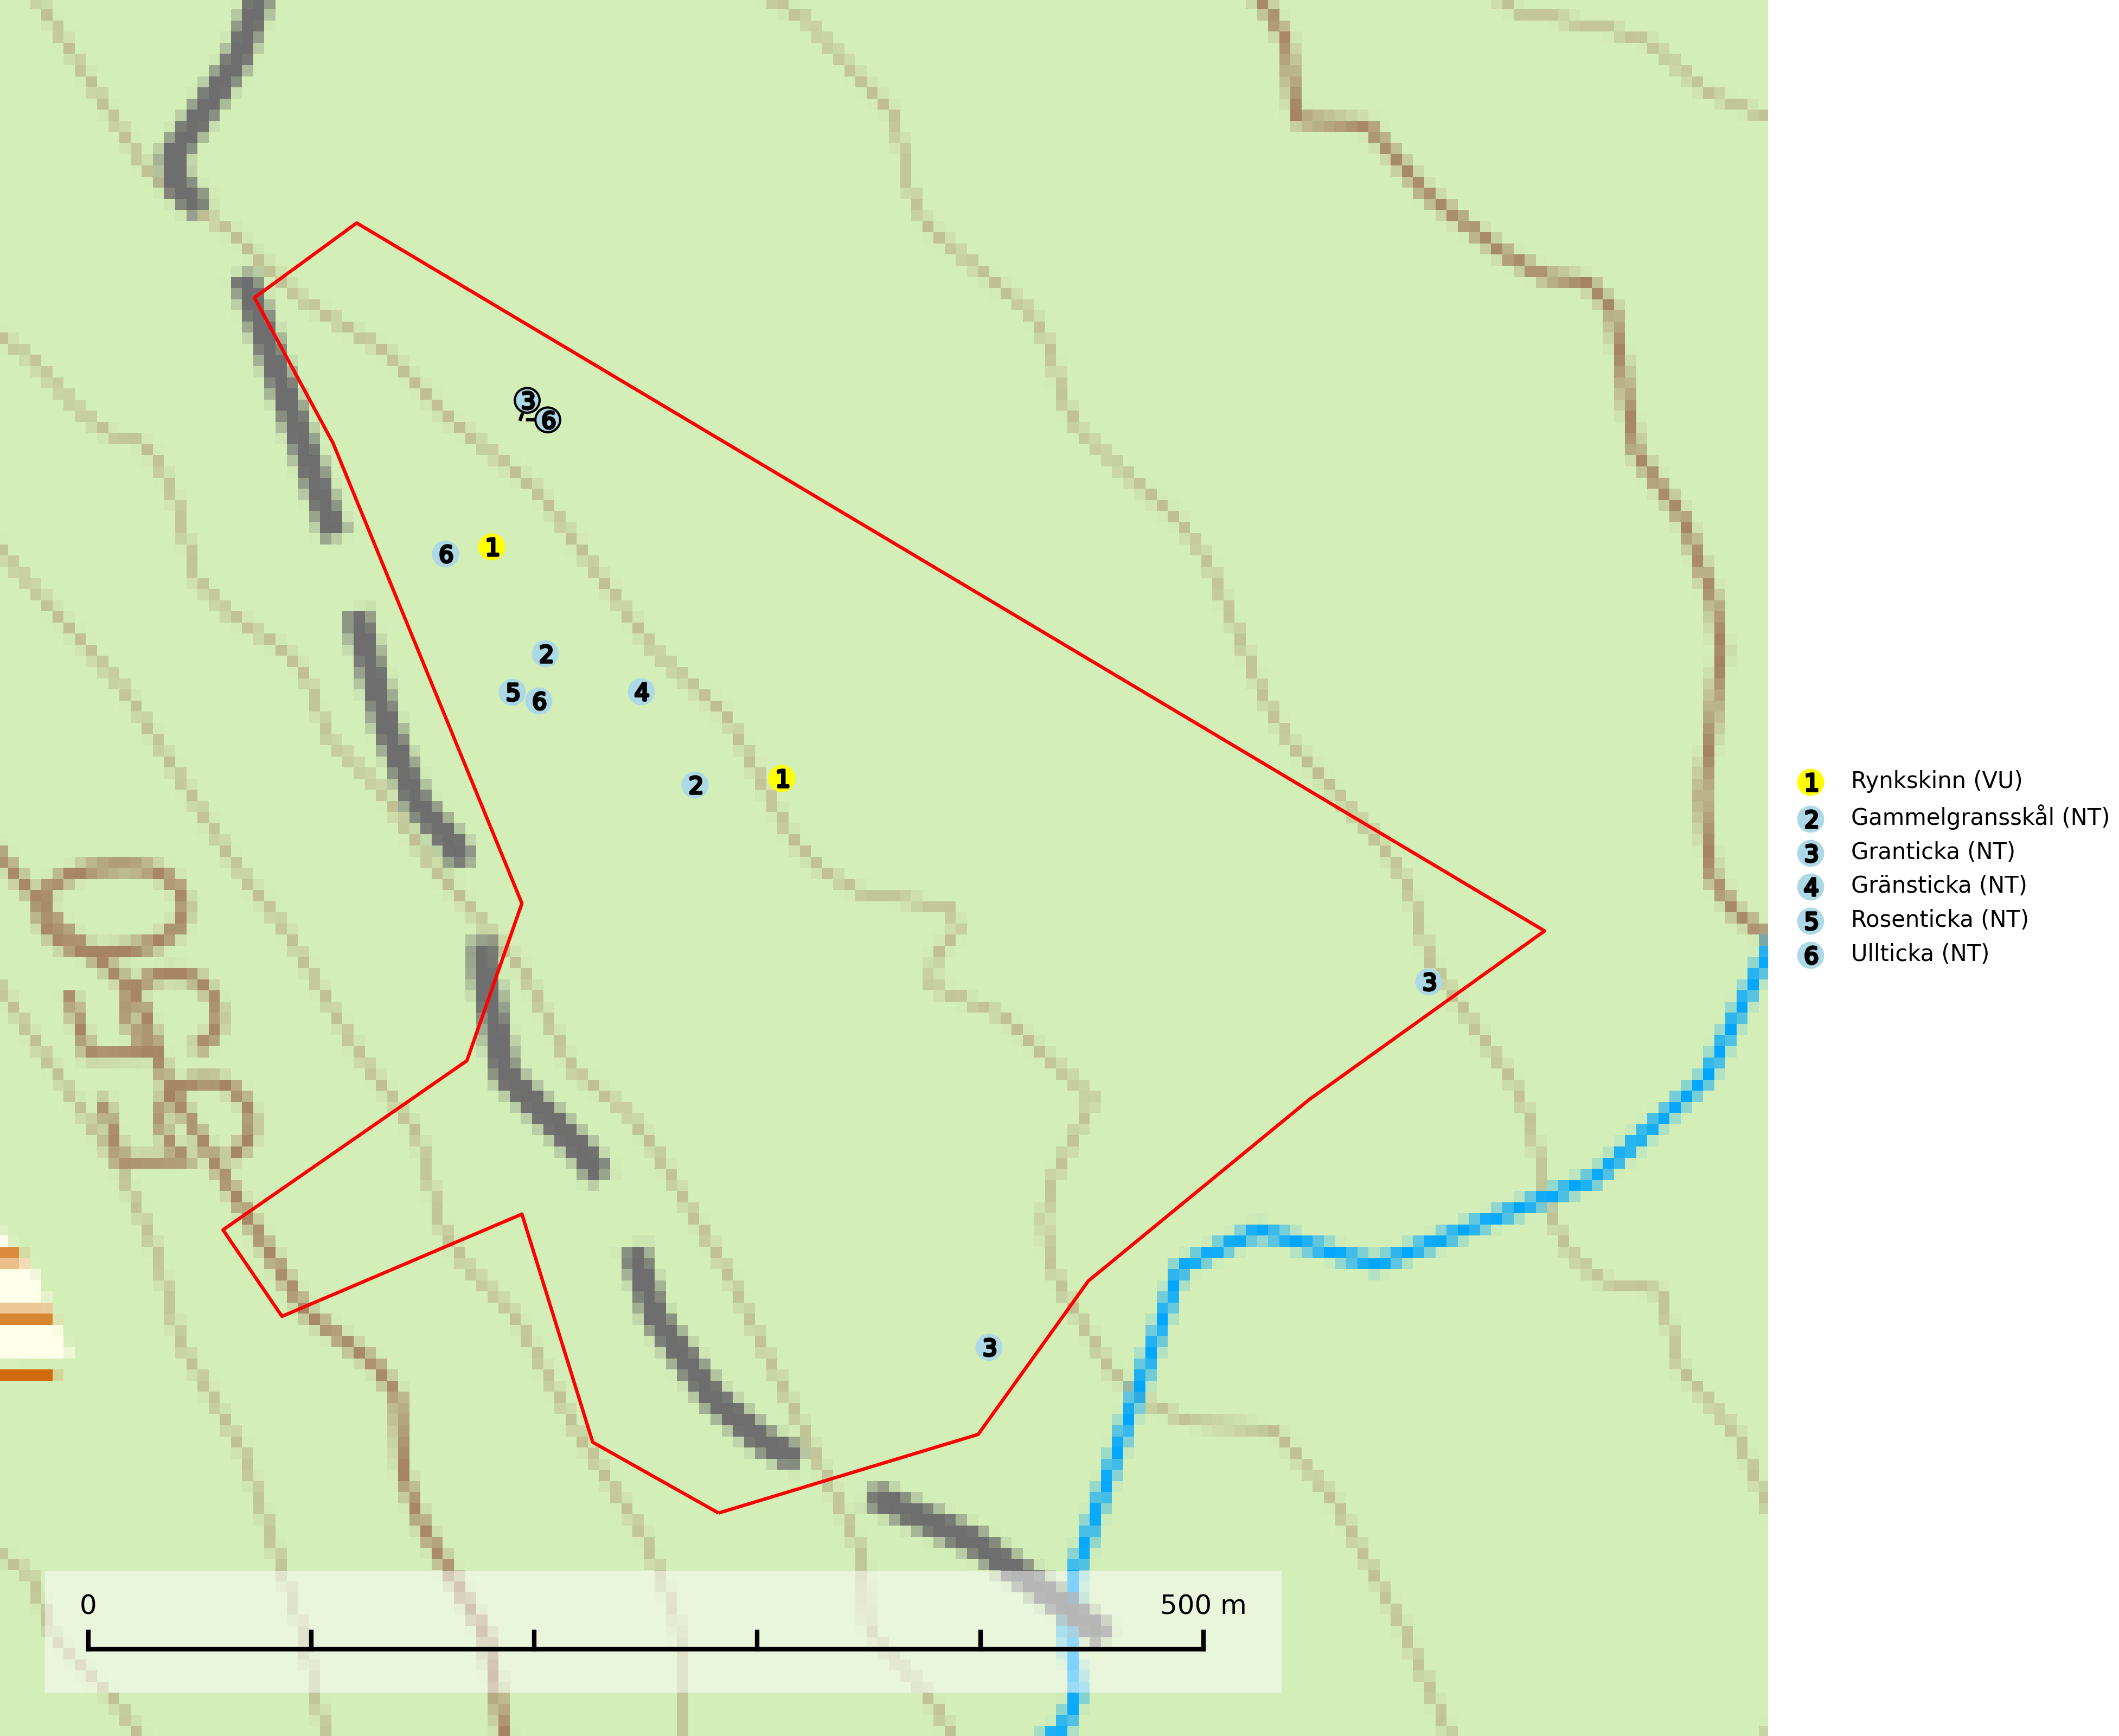 3
6
6
1
2
5
6
4
2
1
3
3
0
500 m
1 Rynkskinn (VU)
2 Gammelgransskål (NT)
3 Granticka (NT)
4 Gränsticka (NT)
5 Rosenticka (NT)
6 Ullticka (NT)
550